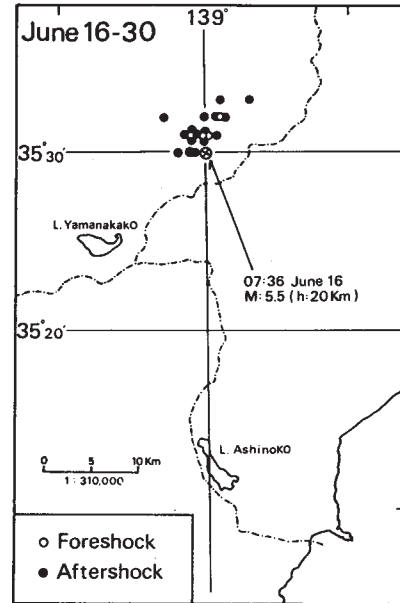 139°
June 16-30
35°30′
L. YamanakakO
07:36 June 16
M: 5.5 (h:20 Km)
35°20′
L. AshinoKO
0 5 10 Km
1 : 310,000
Foreshock
Aftershock